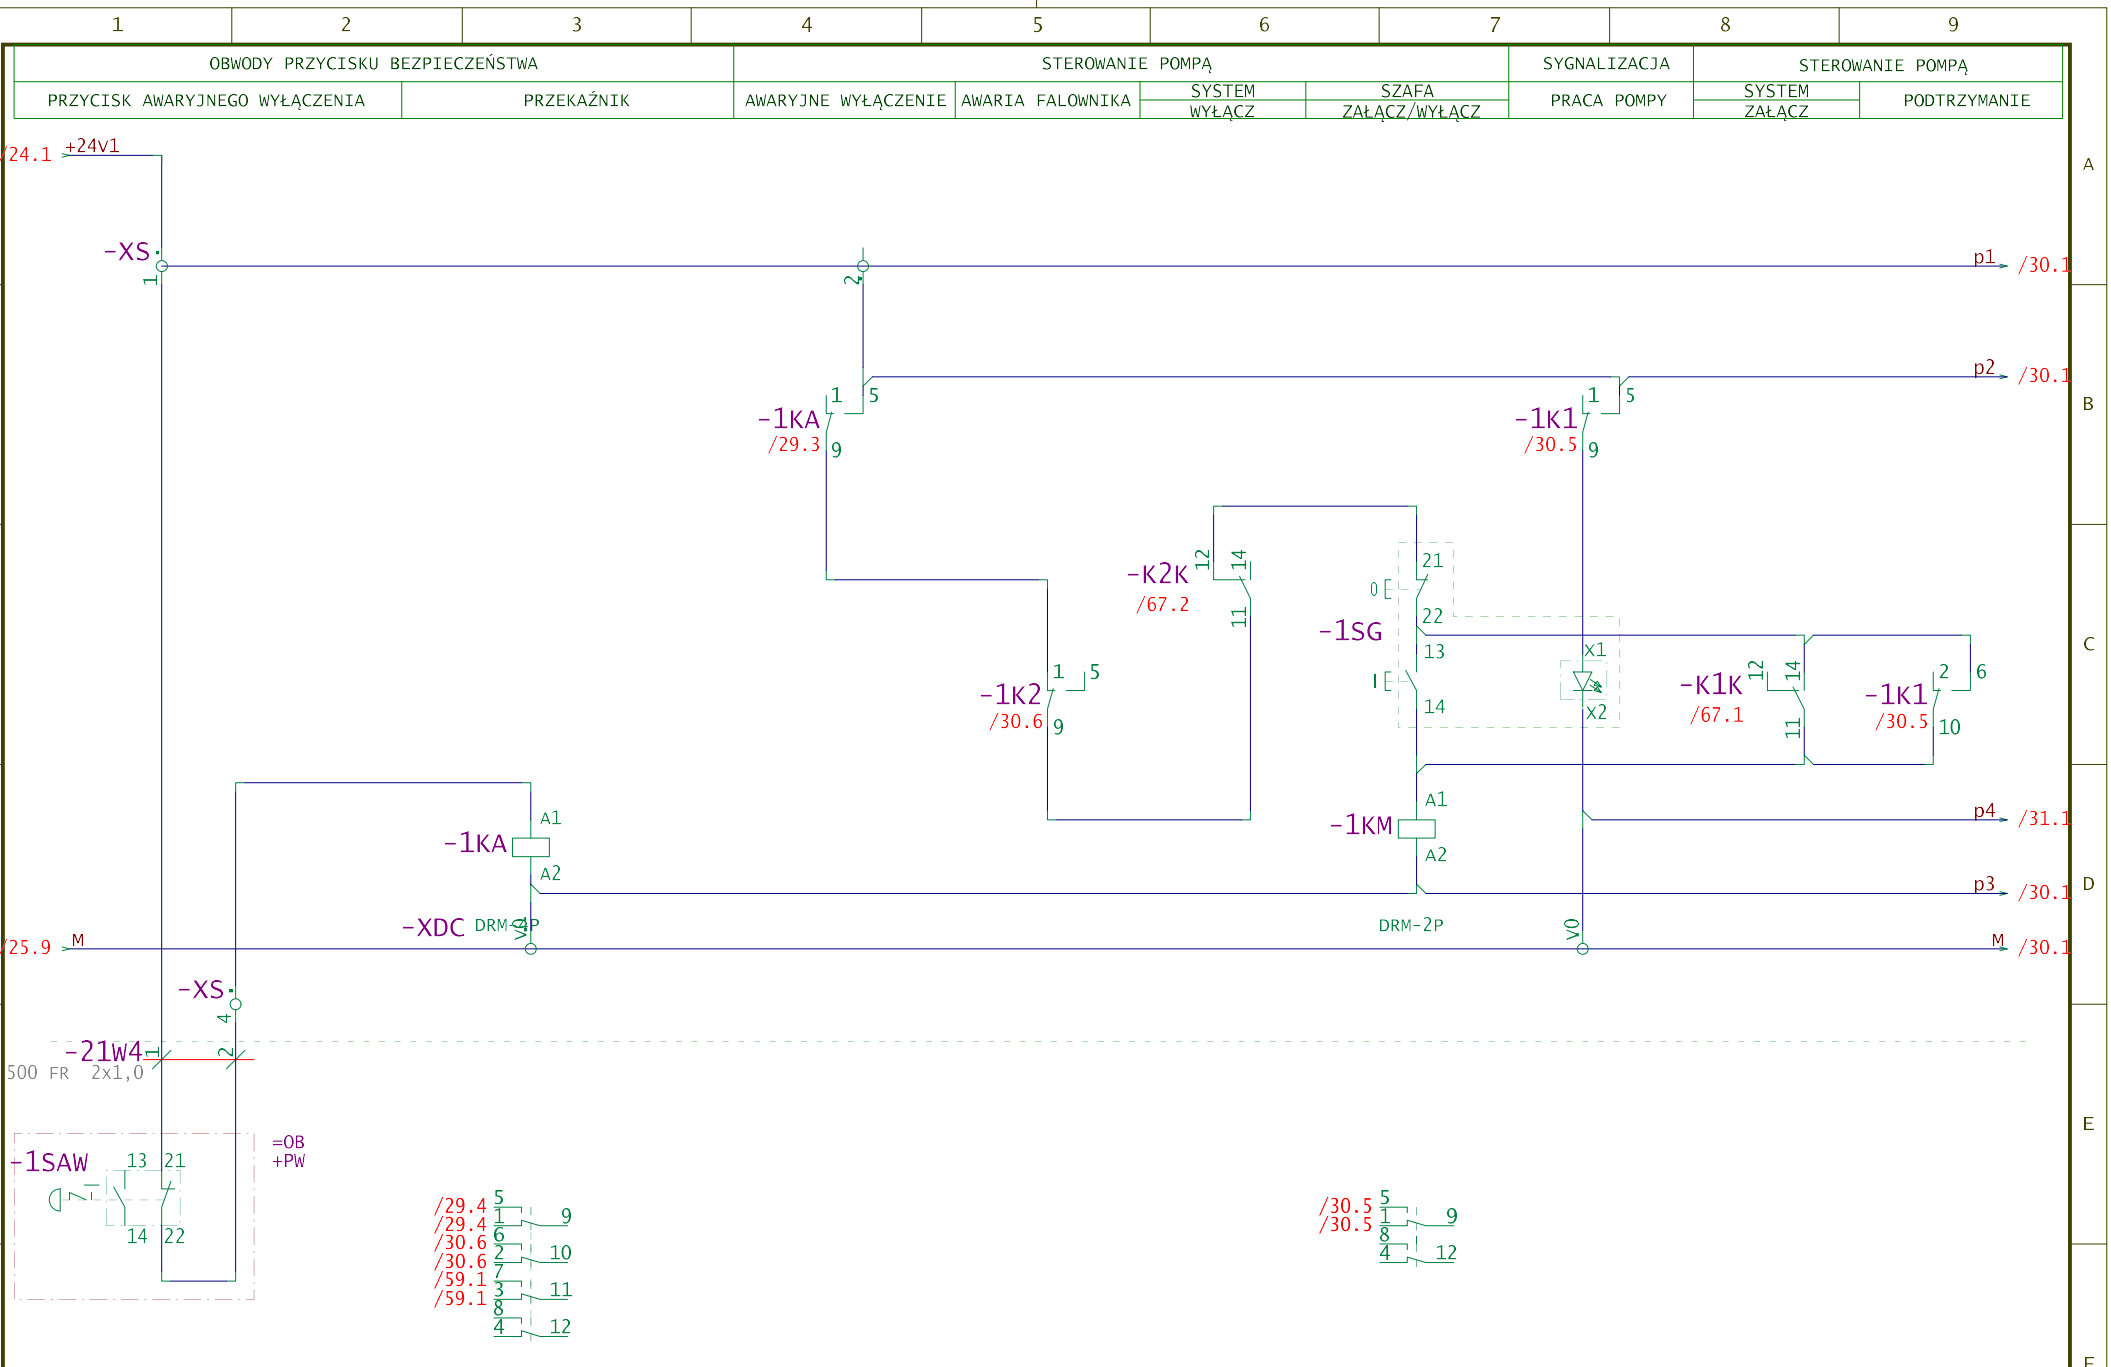 1 2 3 4 5 6 7 8 9
OBWODY PRZYCISKU BEZPIECZEŃSTWA STEROWANIE POMPĄ SYGNALIZACJA STEROWANIE POMPĄ
PRZYCISK AWARYJNEGO WYŁĄCZENIA PRZEKAŹNIK AWARYJNE WYŁĄCZENIE AWARIA FALOWNIKA SYSTEM SZAFA PRACA POMPY SYSTEM PODTRZYMANIE
WYŁĄCZ ZAŁĄCZ/WYŁĄCZ ZAŁĄCZ
/24.1 +24V1
A
-XS
1
2
p1 /30.1
p2 /30.1
B
-1KA
/29.3
1 5
9
-1K1
/30.5
1 5
9
-K2K
/67.2
12 14
11
0
21
22
-1SG
13
I
14
C
X1
X2
-1K2
/30.6
1 5
9
-K1K
/67.1
12 14
11
-1K1
/30.5
2 6
10
-1KA
A1
A2
-1KM
A1
A2
p4 /31.1
p3 /30.1
D
-XDC DRM-4P
V0
DRM-2P
V0
/25.9 M
M /30.1
-XS
4
-21W4 1 2
500 FR 2x1,0
E
=OB
+PW
-1SAW
13 21
14 22
/29.4 5
/29.4 1 9
/30.6 6
/30.6 2 10
/59.1 7
/59.1 3 11
8
4 12
/30.5 5
/30.5 1 9
8
4 12
F